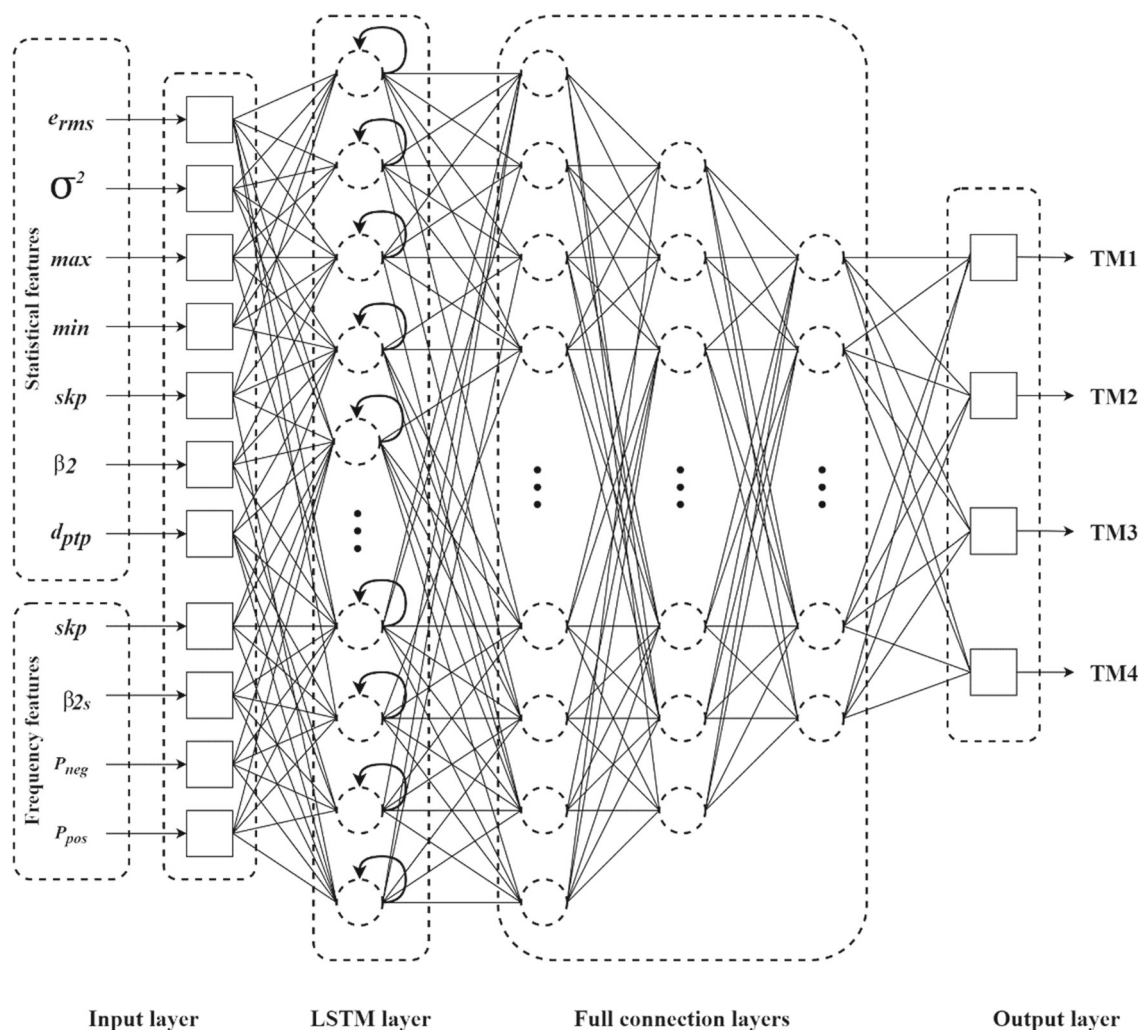 Statistical features
e_rms
σ²
max
min
skp
β2
d_ptp
Frequency features
skp
β2s
P_neg
P_pos
TM1
TM2
TM3
TM4
Input layer
LSTM layer
Full connection layers
Output layer